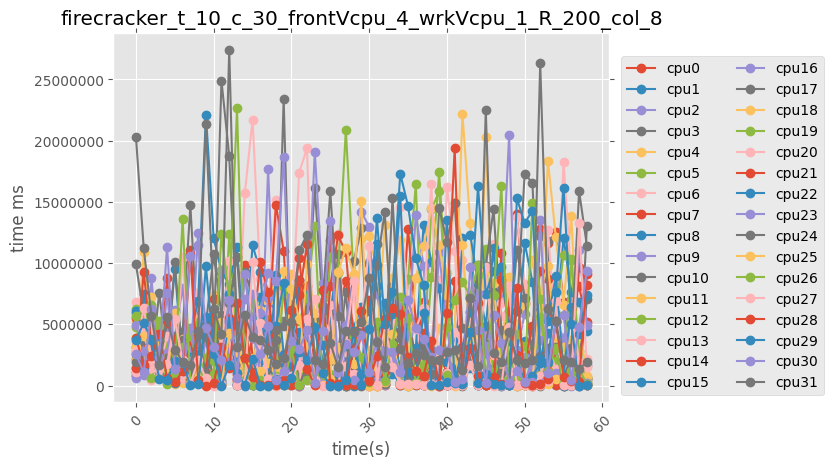 firecracker_t_10_c_30_frontVcpu_4_wrkVcpu_1_R_200_col_8
time ms
25000000
20000000
15000000
10000000
5000000
0
0
10
20
30
40
50
60
time(s)
cpu0
cpu1
cpu2
cpu3
cpu4
cpu5
cpu6
cpu7
cpu8
cpu9
cpu10
cpu11
cpu12
cpu13
cpu14
cpu15
cpu16
cpu17
cpu18
cpu19
cpu20
cpu21
cpu22
cpu23
cpu24
cpu25
cpu26
cpu27
cpu28
cpu29
cpu30
cpu31